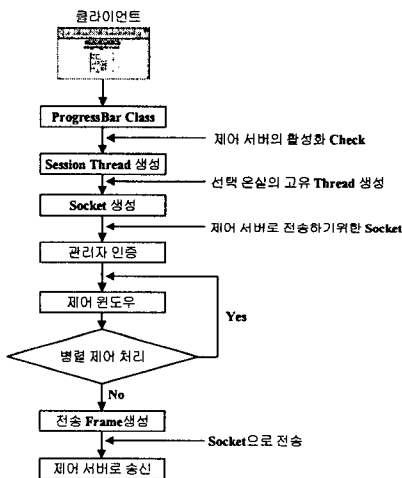 클라이언트
ProgressBar Class
제어 서버의 활성화 Check
Session Thread 생성
선택 온실의 고유 Thread 생성
Socket 생성
제어 서버로 전송하기위한 Socket
관리자 인증
제어 윈도우
Yes
병렬 제어 처리
No
전송 Frame생성
Socket으로 전송
제어 서버로 송신